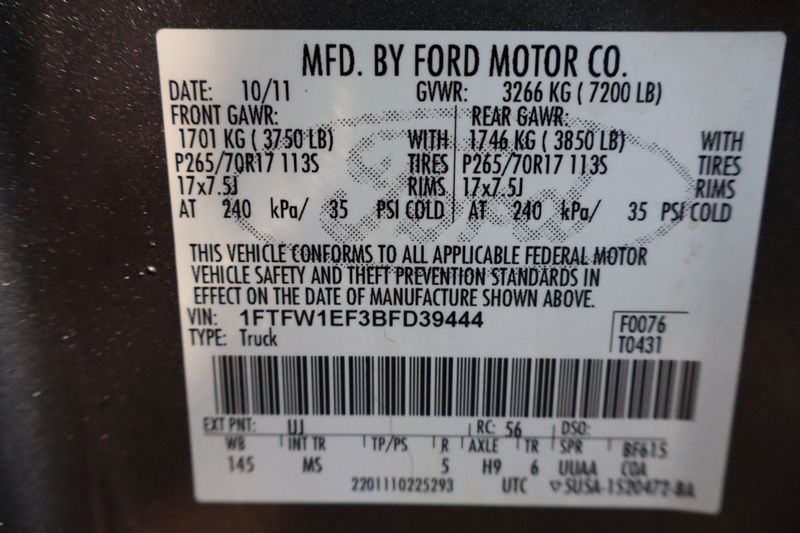 MFD. BY FORD MOTOR CO.
DATE: 10/11 GVWR: 3266 KG ( 7200 LB)
FRONT GAWR: REAR GAWR:
1701 KG ( 3750 LB) WITH 1746 KG ( 3850 LB) WITH
P265/70R17 113S TIRES P265/70R17 113S TIRES
17x7.5J RIMS 17x7.5J RIMS
AT 240 kPa/ 35 PSI COLD AT 240 kPa/ 35 PSI COLD
Ford
THIS VEHICLE CONFORMS TO ALL APPLICABLE FEDERAL MOTOR
VEHICLE SAFETY AND THEFT PREVENTION STANDARDS IN
EFFECT ON THE DATE OF MANUFACTURE SHOWN ABOVE.
VIN: 1FTFW1EF3BFD39444 F0076
TYPE: Truck T0431
EXT PNT: UJ RC: 56 DSO:
WB INT TR TP/PS R AXLE TR SPR BF615
145 MS 5 H9 6 UUAA COA
2201110225293 UTC ▽SU5A-1520472-BA